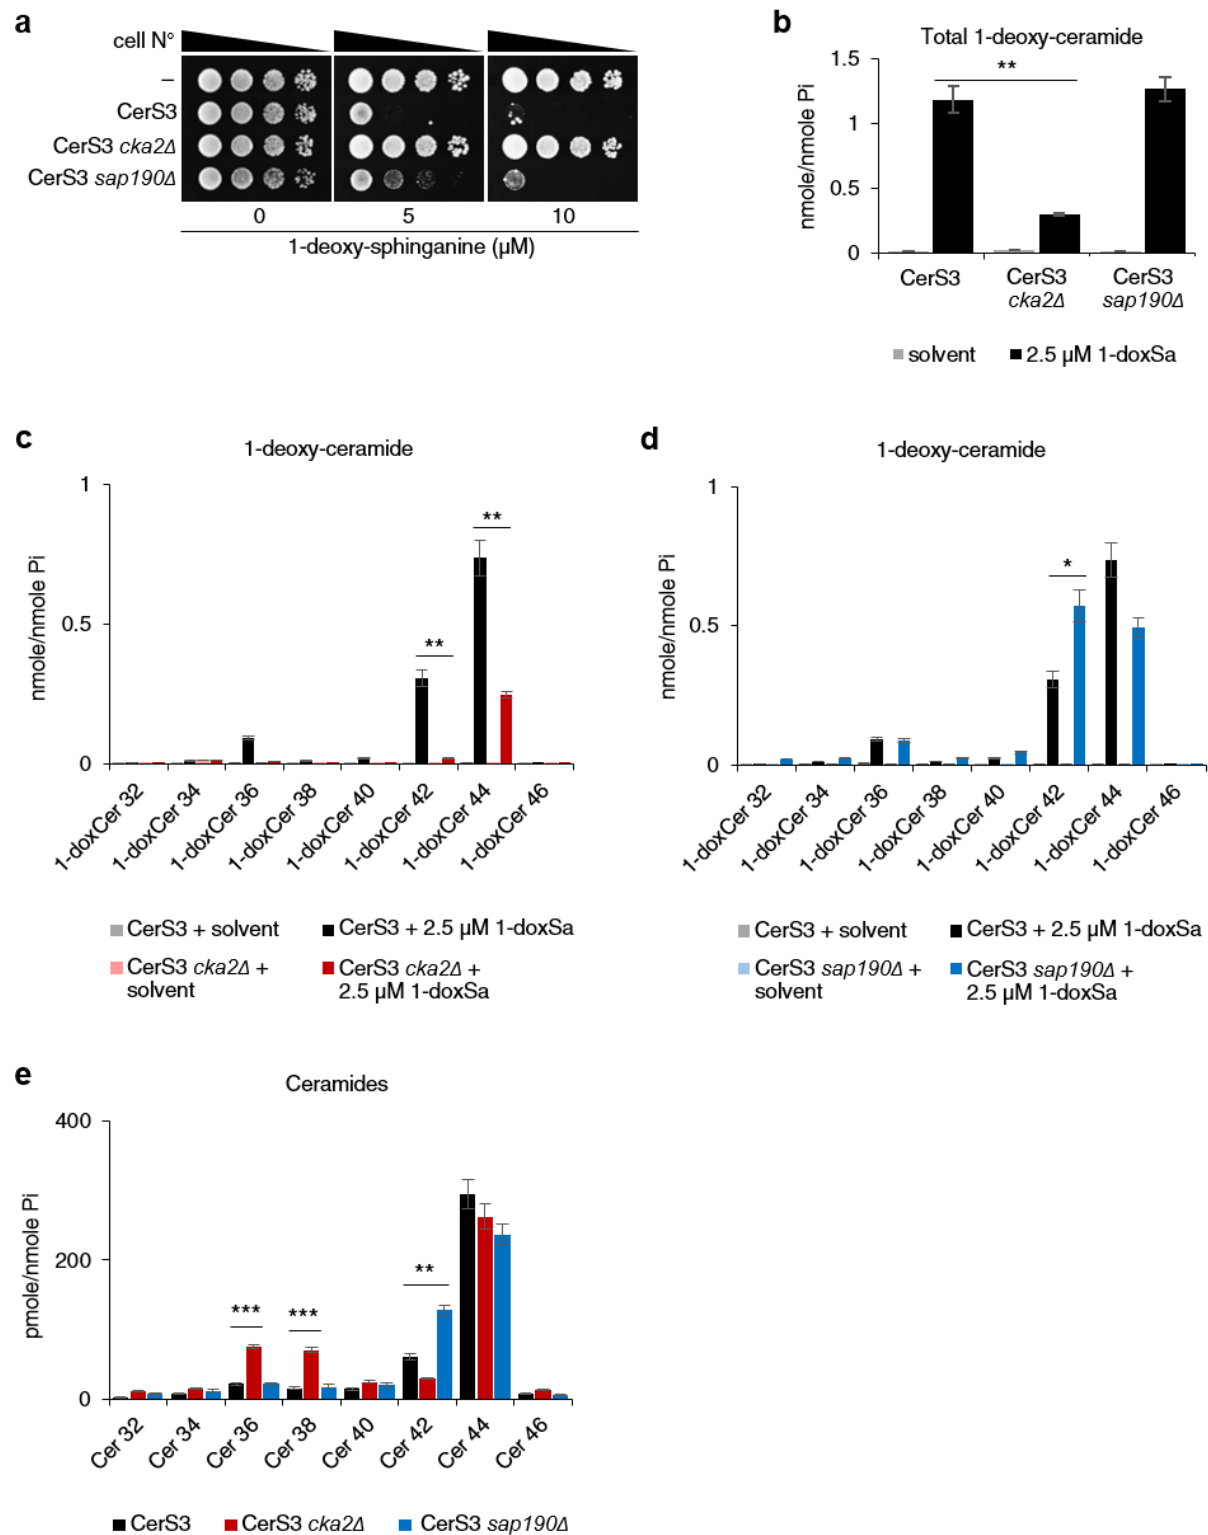 a
cell N°
–
CerS3
CerS3 cka2Δ
CerS3 sap190Δ
0 5 10
1-deoxy-sphinganine (µM)
b
Total 1-deoxy-ceramide
nmole/nmole Pi
1.5
1
0.5
0
**
CerS3
CerS3 cka2Δ
CerS3 sap190Δ
solvent
2.5 µM 1-doxSa
c
1-deoxy-ceramide
nmole/nmole Pi
1
0.5
0
**
**
1-doxCer 32
1-doxCer 34
1-doxCer 36
1-doxCer 38
1-doxCer 40
1-doxCer 42
1-doxCer 44
1-doxCer 46
CerS3 + solvent
CerS3 + 2.5 µM 1-doxSa
CerS3 cka2Δ +
solvent
CerS3 cka2Δ +
2.5 µM 1-doxSa
d
1-deoxy-ceramide
nmole/nmole Pi
1
0.5
0
*
1-doxCer 32
1-doxCer 34
1-doxCer 36
1-doxCer 38
1-doxCer 40
1-doxCer 42
1-doxCer 44
1-doxCer 46
CerS3 + solvent
CerS3 + 2.5 µM 1-doxSa
CerS3 sap190Δ +
solvent
CerS3 sap190Δ +
2.5 µM 1-doxSa
e
Ceramides
pmole/nmole Pi
400
200
0
***
***
**
Cer 32
Cer 34
Cer 36
Cer 38
Cer 40
Cer 42
Cer 44
Cer 46
CerS3
CerS3 cka2Δ
CerS3 sap190Δ